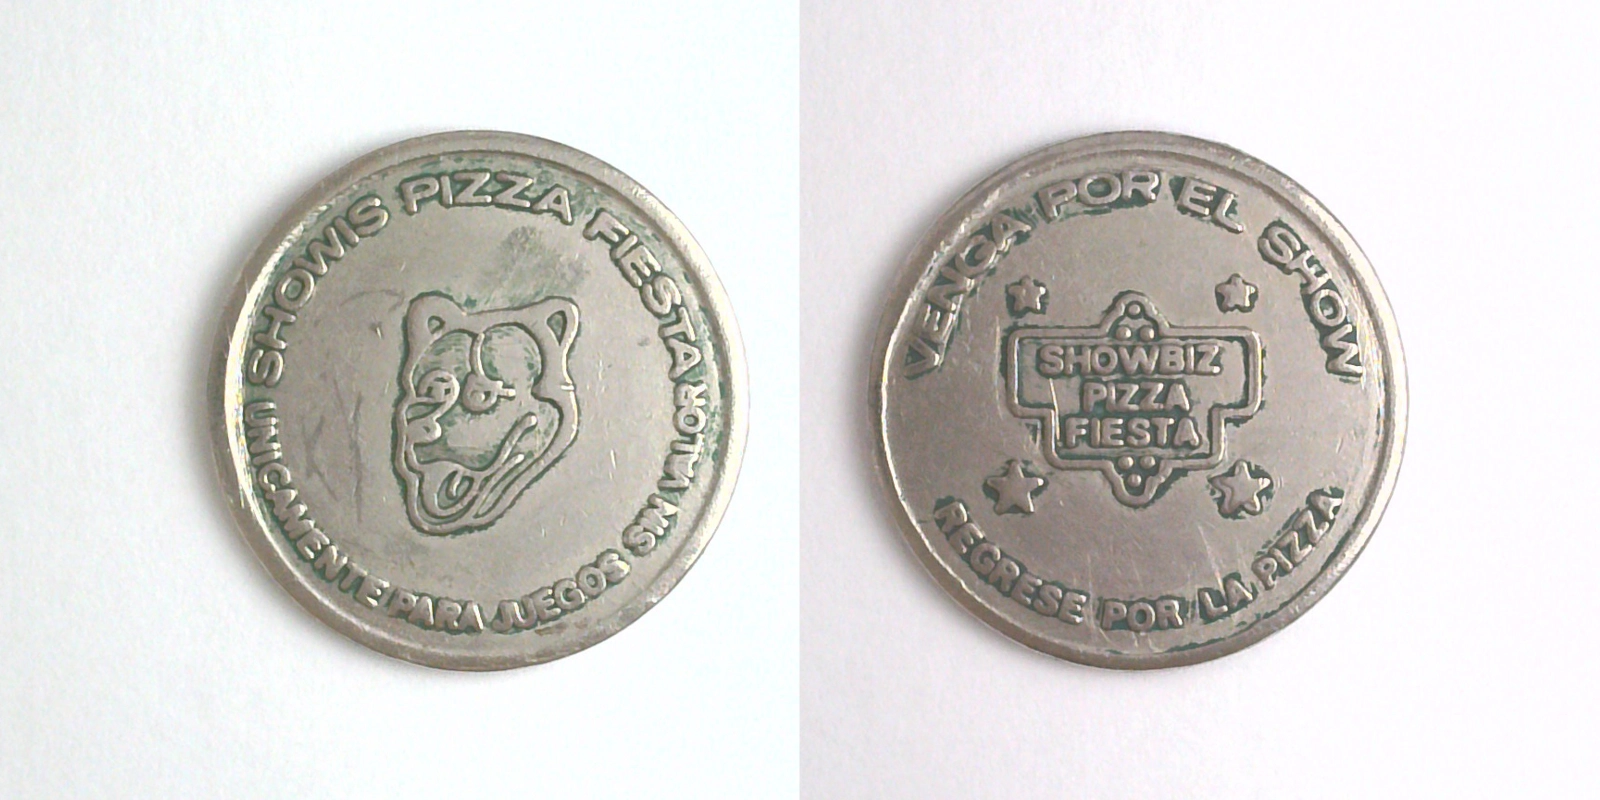 SHOWIS PIZZA FIESTA
UNICAMENTE PARA JUEGOS SIN VALOR
VENGA POR EL SHOW
SHOWBIZ
PIZZA
FIESTA
REGRESE POR LA PIZZA